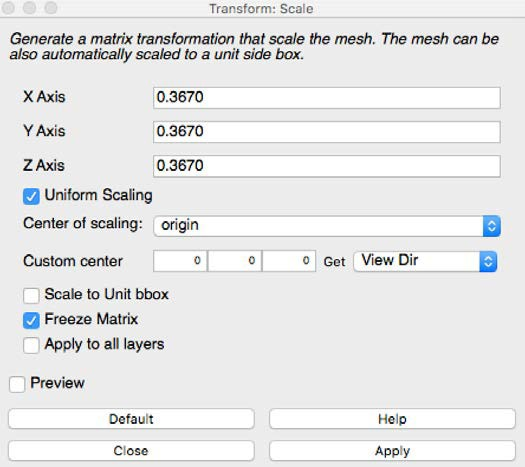 Transform: Scale
Generate a matrix transformation that scale the mesh. The mesh can be
also automatically scaled to a unit side box.
X Axis 0.3670
Y Axis 0.3670
Z Axis 0.3670
Uniform Scaling
Center of scaling: origin
Custom center 0 0 0 Get View Dir
Scale to Unit bbox
Freeze Matrix
Apply to all layers
Preview
Default Help
Close Apply